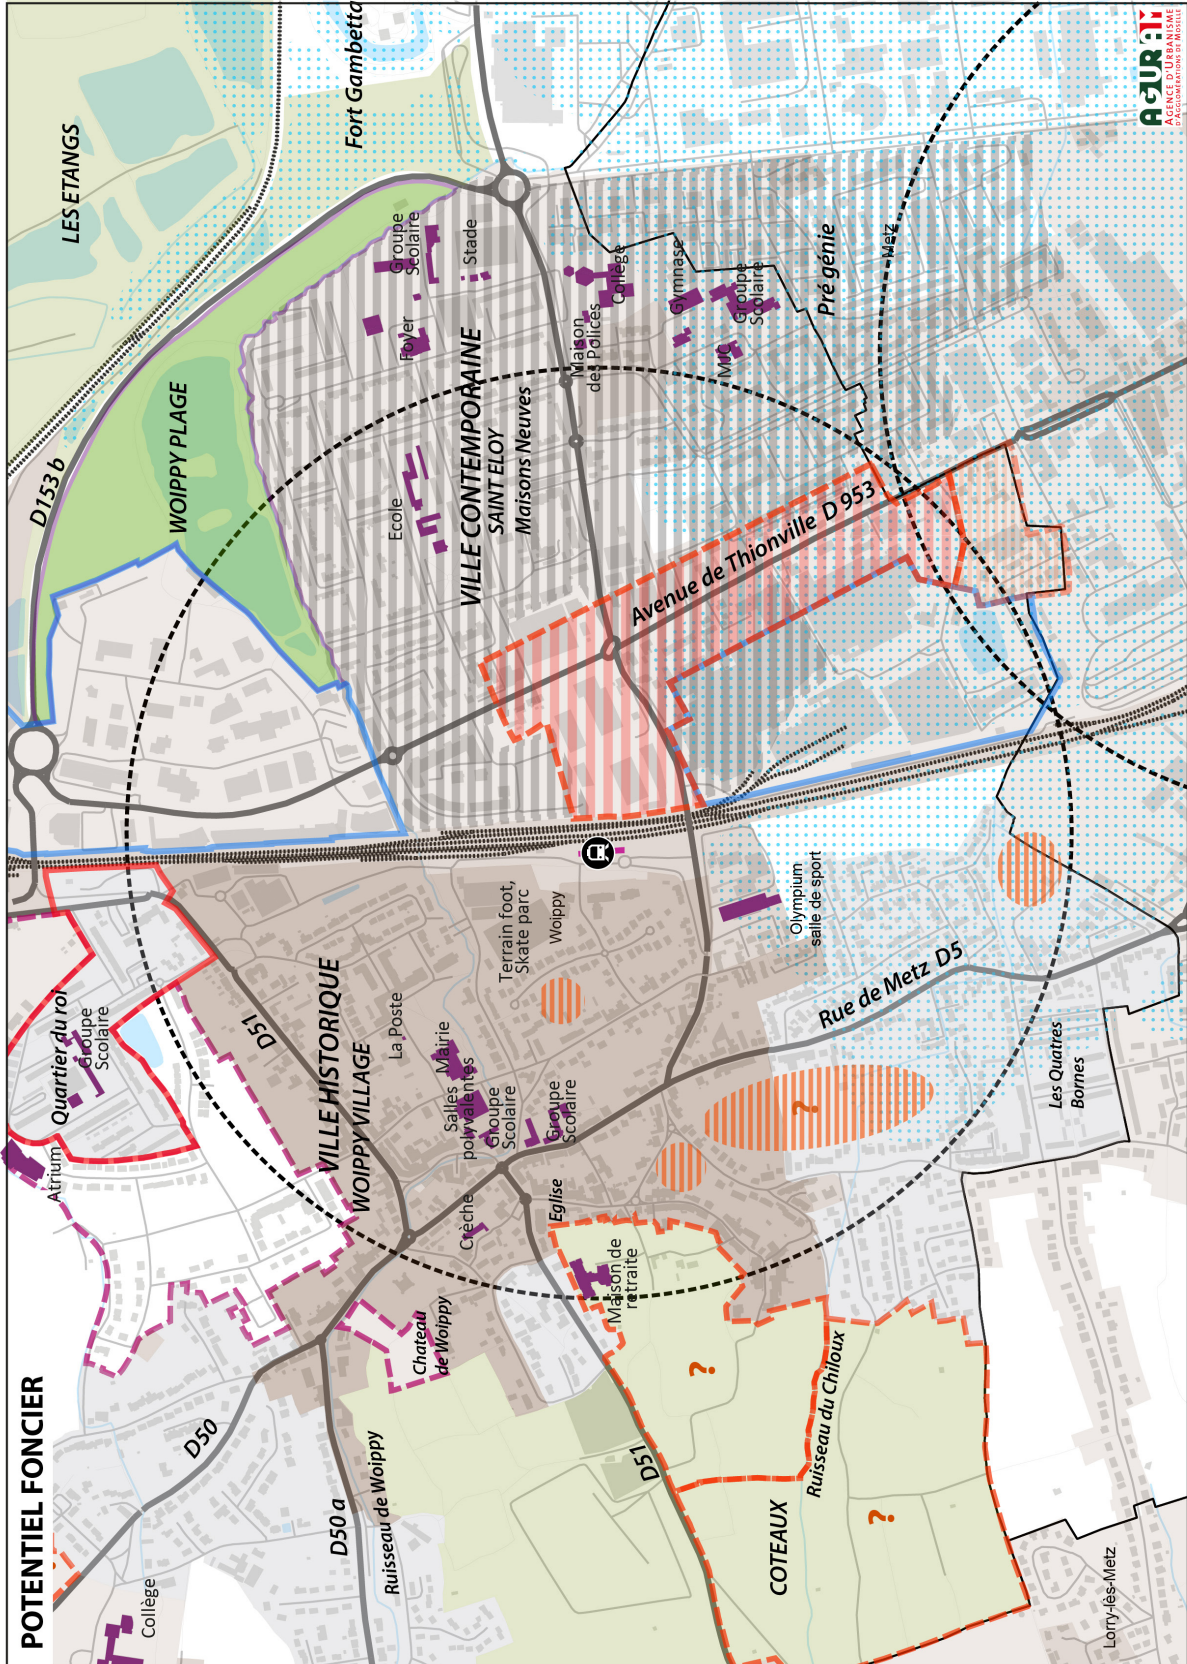 POTENTIEL FONCIER
LES ETANGS
Fort Gambetta
D153 b
WOIPPY PLAGE
Groupe
Scolaire
Stade
Foyer
Ecole
VILLE CONTEMPORAINE
SAINT ELOY
Maisons Neuves
Maison
des Polices
Collège
Gymnase
Groupe
Scolaire
MJC
Pré génie
Metz
Avenue de Thionville D 953
Quartier du roi
Groupe
Scolaire
Atrium
D51
VILLE HISTORIQUE
WOIPPY VILLAGE
La Poste
Mairie
Salles
polyvalentes
Groupe
Scolaire
Groupe
Scolaire
Terrain foot,
Skate parc
Woippy
Olympium
salle de sport
Rue de Metz D5
Les Quatres
Bornes
Crèche
Eglise
Maison de
retraite
Chateau
de Woippy
D50
D50 a
Ruisseau de Woippy
Collège
D51
?
?
?
Ruisseau du Chiloux
COTEAUX
Lorry-lès-Metz
AGURAM
AGENCE D'URBANISME
D'AGGLOMÉRATIONS DE MOSELLE